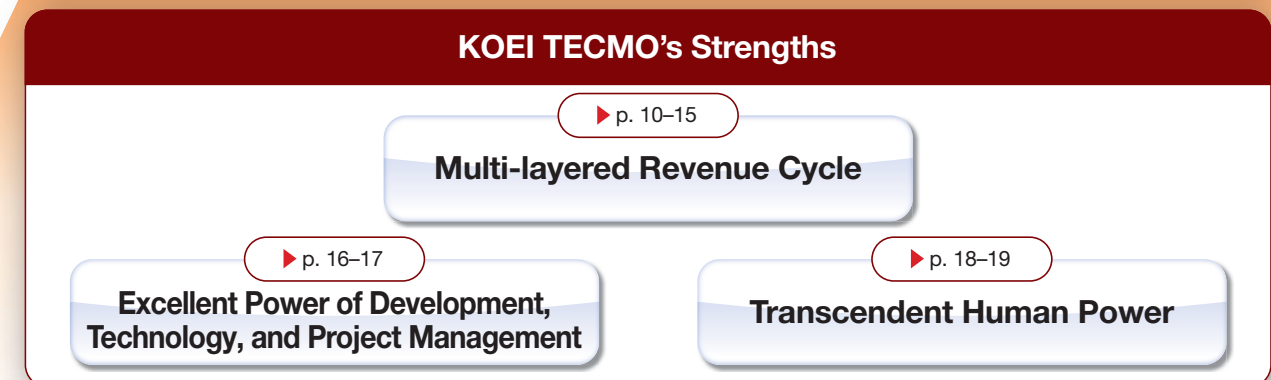 KOEI TECMO’s Strengths
▶ p. 10–15
Multi-layered Revenue Cycle
▶ p. 16–17
Excellent Power of Development,
Technology, and Project Management
▶ p. 18–19
Transcendent Human Power